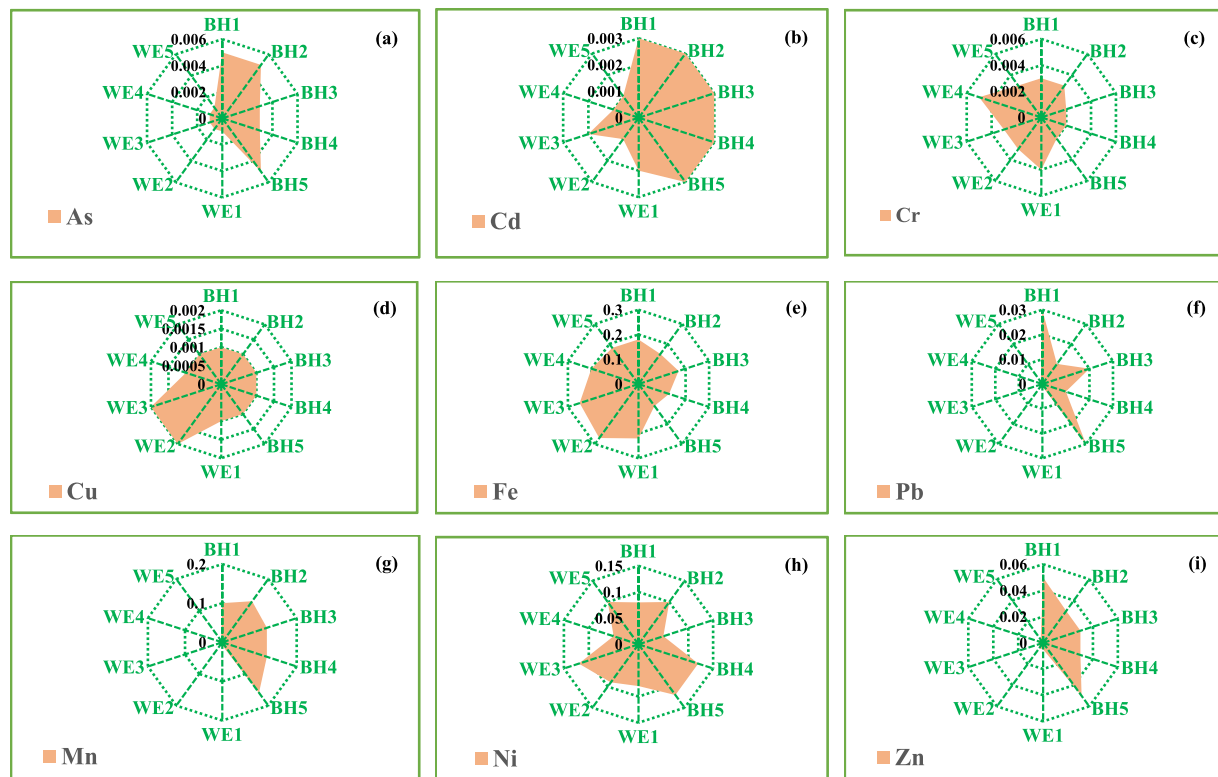 BH1
(a)
0.006
WE5
BH2
0.004
WE4
0.002
BH3
0
WE3
BH4
WE2
BH5
WE1
As
BH1
(b)
0.003
WE5
BH2
0.002
WE4
0.001
BH3
0
WE3
BH4
WE2
BH5
WE1
Cd
BH1
(c)
0.006
WE5
BH2
0.004
WE4
0.002
BH3
0
WE3
BH4
WE2
BH5
WE1
Cr
BH1
(d)
0.002
WE5
BH2
0.0015
0.001
WE4
BH3
0.0005
0
WE3
BH4
WE2
BH5
WE1
Cu
BH1
(e)
0.3
WE5
BH2
0.2
WE4
0.1
BH3
0
WE3
BH4
WE2
BH5
WE1
Fe
BH1
(f)
0.03
WE5
BH2
0.02
WE4
0.01
BH3
0
WE3
BH4
WE2
BH5
WE1
Pb
BH1
(g)
0.2
WE5
BH2
0.1
WE4
BH3
0
WE3
BH4
WE2
BH5
WE1
Mn
BH1
(h)
0.15
WE5
BH2
0.1
WE4
0.05
BH3
0
WE3
BH4
WE2
BH5
WE1
Ni
BH1
(i)
0.06
WE5
BH2
0.04
WE4
0.02
BH3
0
WE3
BH4
WE2
BH5
WE1
Zn